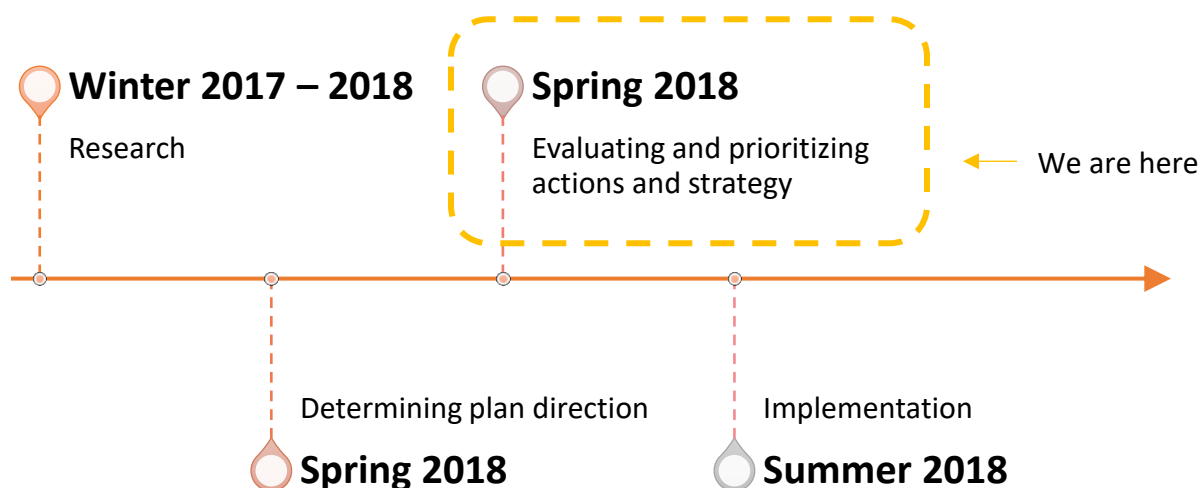 Winter 2017 – 2018
Research
Spring 2018
Evaluating and prioritizing
actions and strategy
We are here
Determining plan direction
Spring 2018
Implementation
Summer 2018